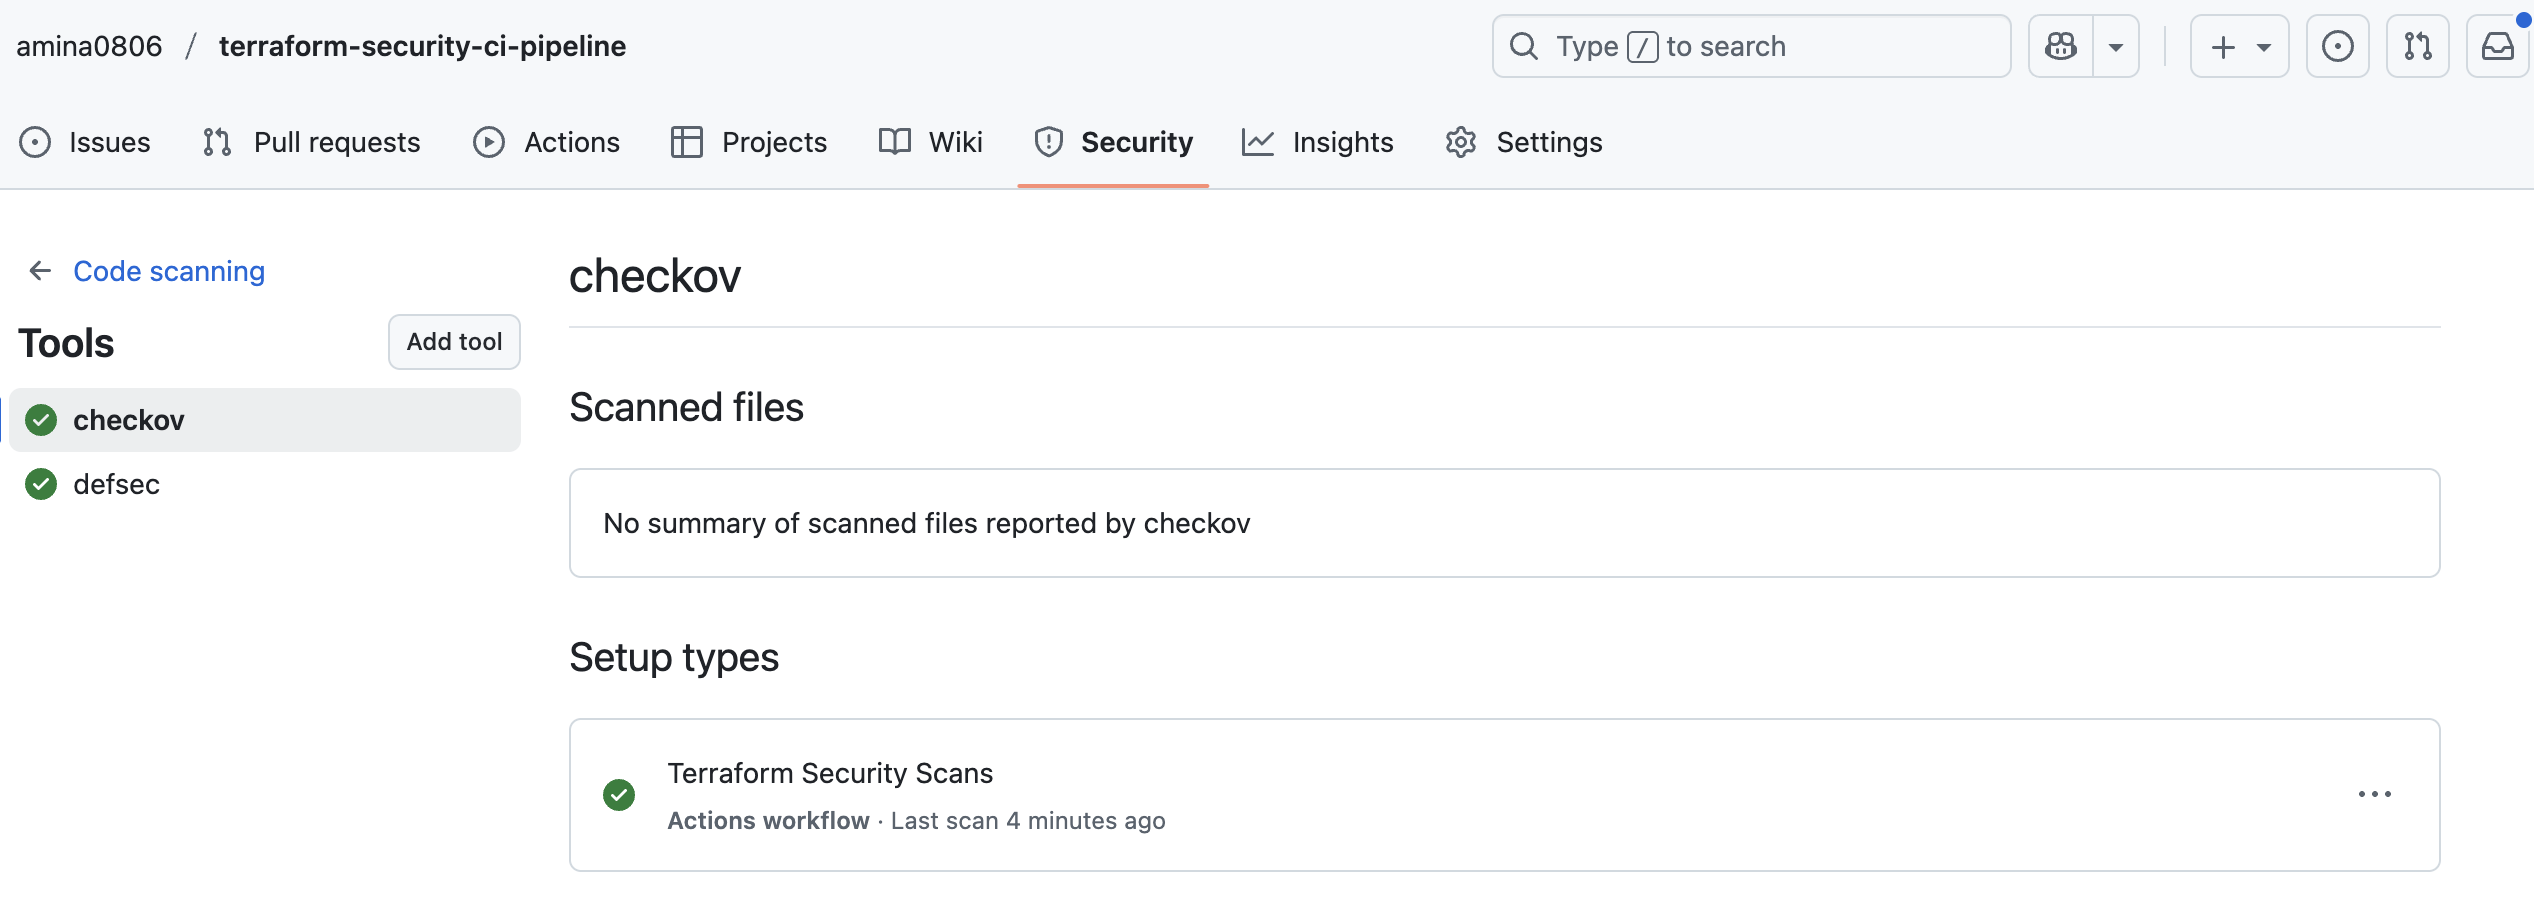 amina0806 / terraform-security-ci-pipeline
Type / to search
Issues Pull requests Actions Projects Wiki Security Insights Settings
Code scanning
Tools
Add tool
checkov
defsec
checkov
Scanned files
No summary of scanned files reported by checkov
Setup types
Terraform Security Scans
Actions workflow · Last scan 4 minutes ago